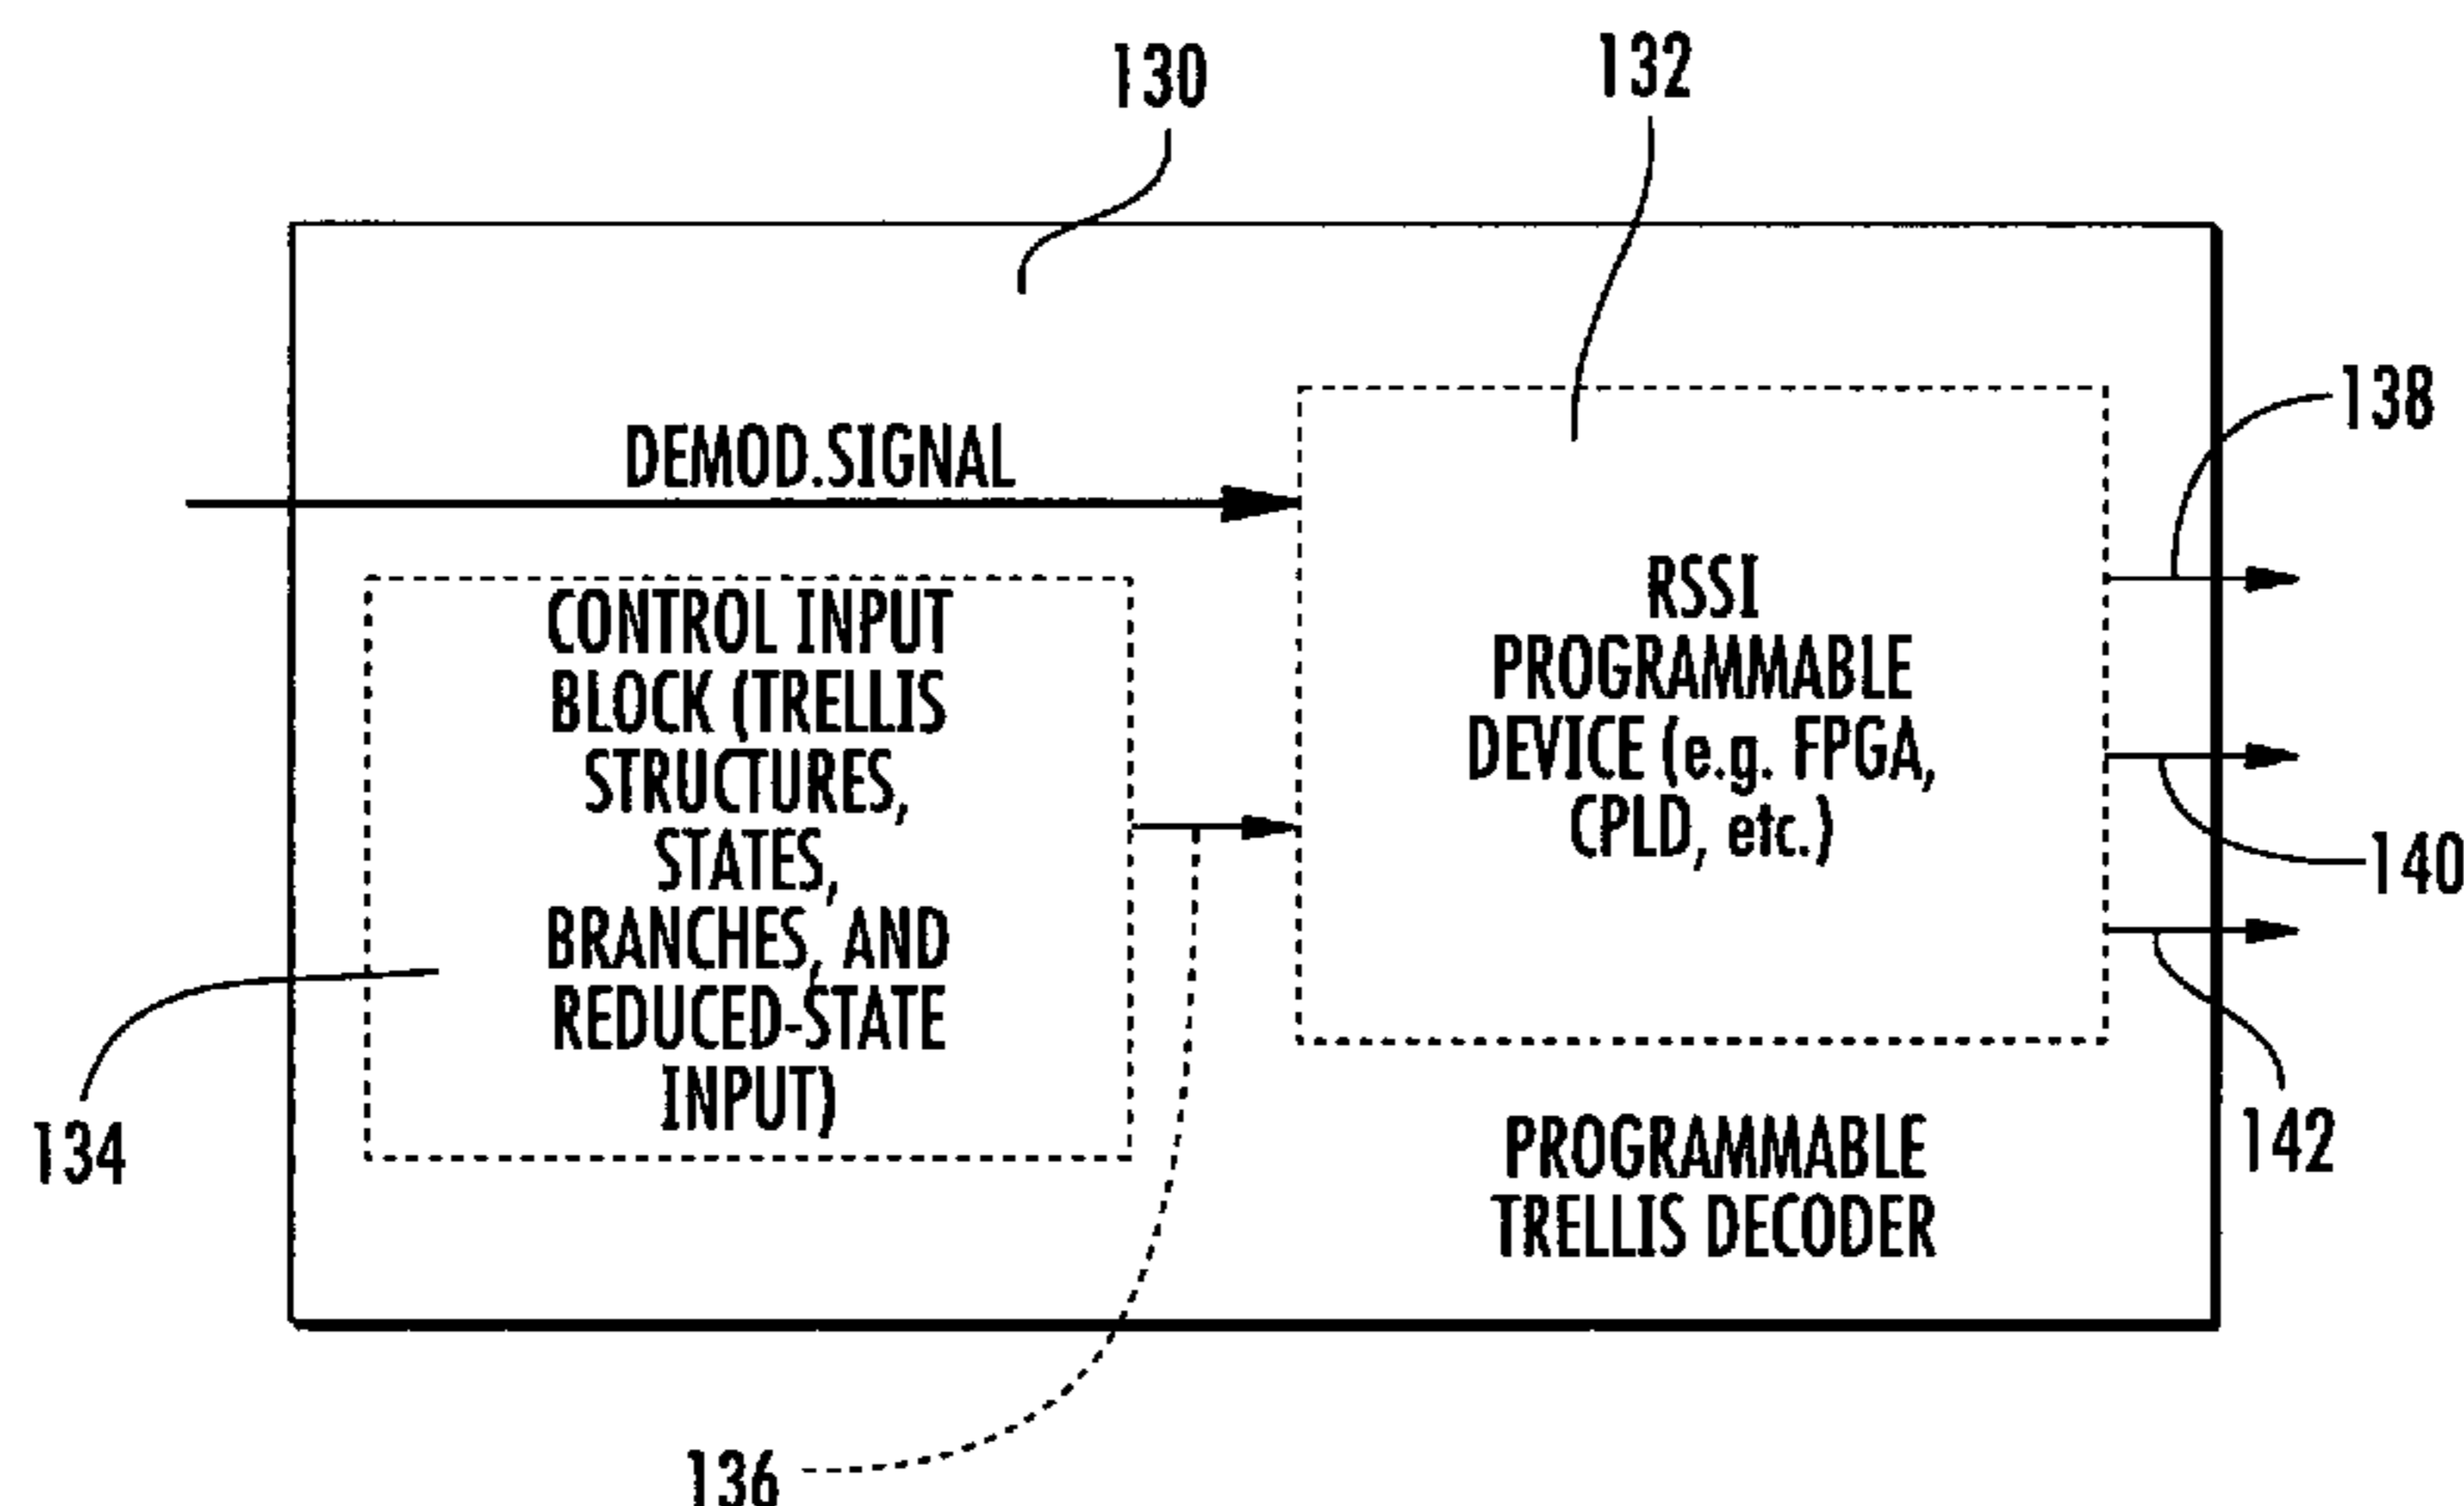 130
132
138
DEMOD.SIGNAL
CONTROL INPUT
BLOCK (TRELLIS
STRUCTURES,
STATES,
BRANCHES, AND
REDUCED-STATE
INPUT)
RSSI
PROGRAMMABLE
DEVICE (e.g. FPGA,
CPLD, etc.)
140
134
142
PROGRAMMABLE
TRELLIS DECODER
136